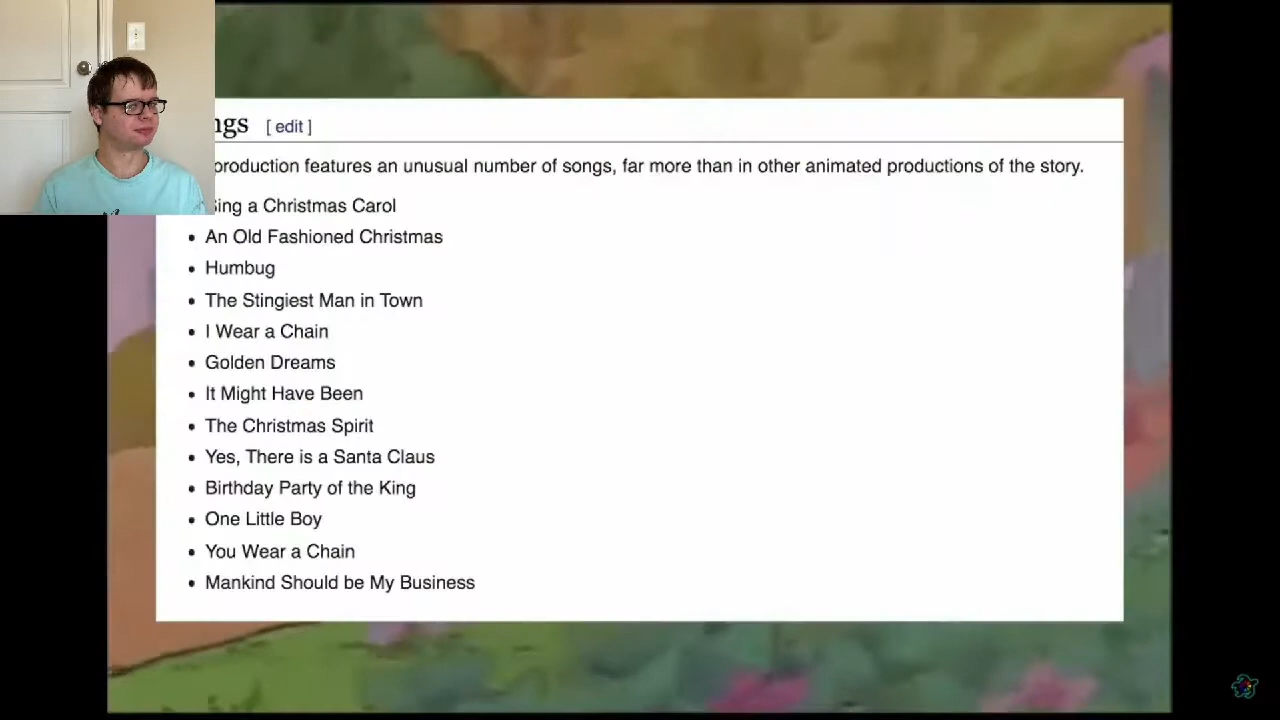 ngs [ edit ]
production features an unusual number of songs, far more than in other animated productions of the story.
Sing a Christmas Carol
• An Old Fashioned Christmas
• Humbug
• The Stingiest Man in Town
• I Wear a Chain
• Golden Dreams
• It Might Have Been
• The Christmas Spirit
• Yes, There is a Santa Claus
• Birthday Party of the King
• One Little Boy
• You Wear a Chain
• Mankind Should be My Business